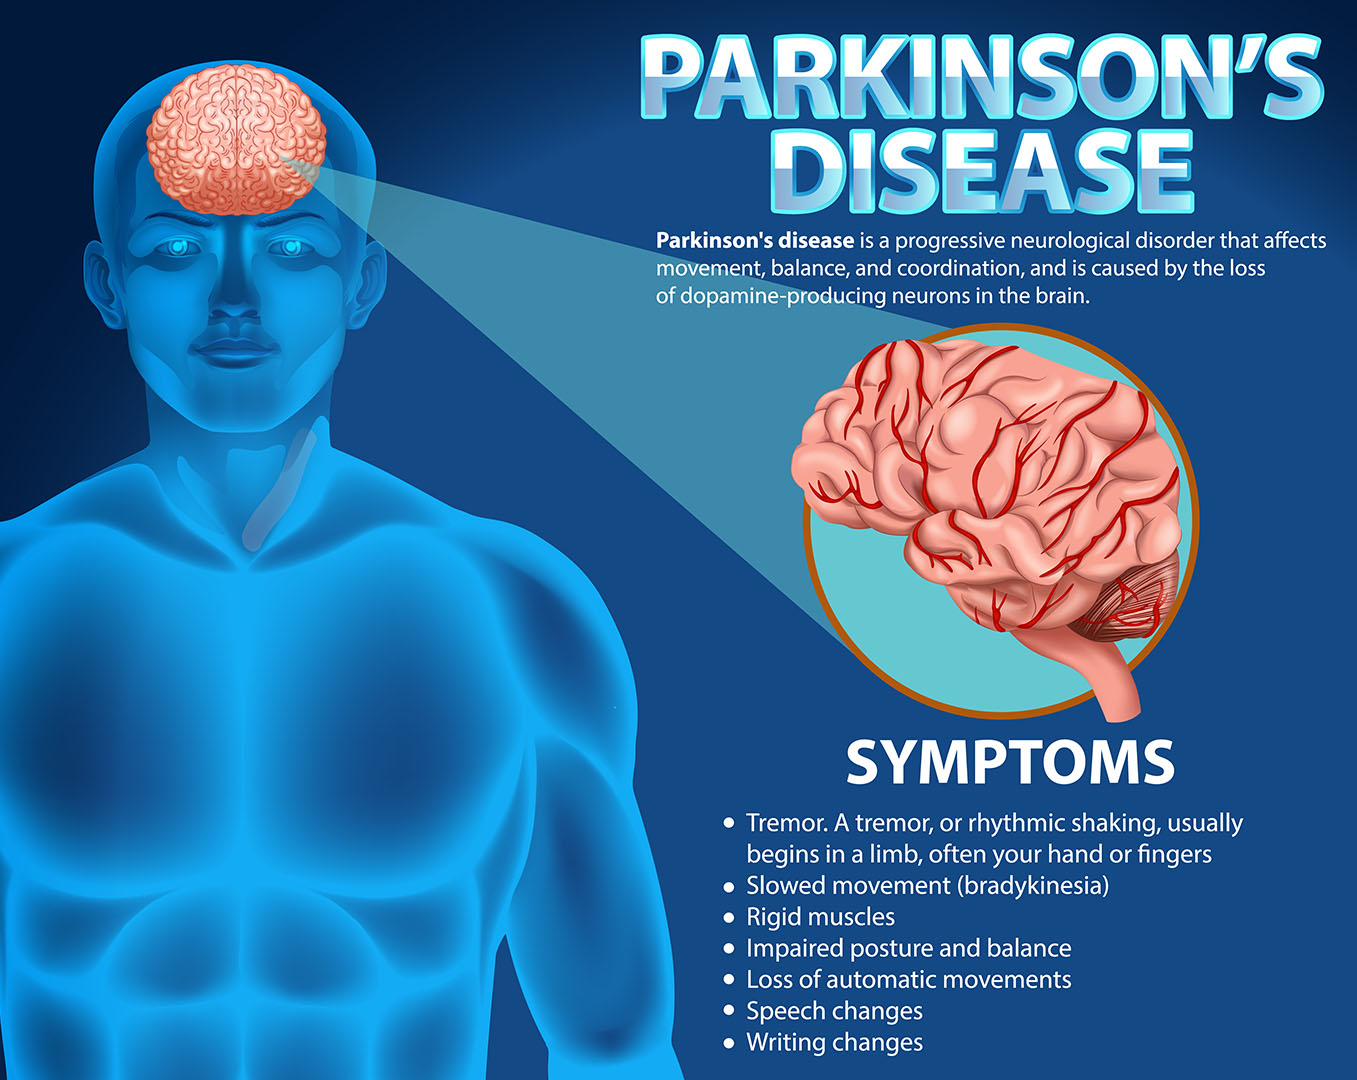 PARKINSON'S
DISEASE
Parkinson's disease is a progressive neurological disorder that affects
movement, balance, and coordination, and is caused by the loss
of dopamine-producing neurons in the brain.
SYMPTOMS
• Tremor. A tremor, or rhythmic shaking, usually
begins in a limb, often your hand or fingers
• Slowed movement (bradykinesia)
• Rigid muscles
• Impaired posture and balance
• Loss of automatic movements
• Speech changes
• Writing changes